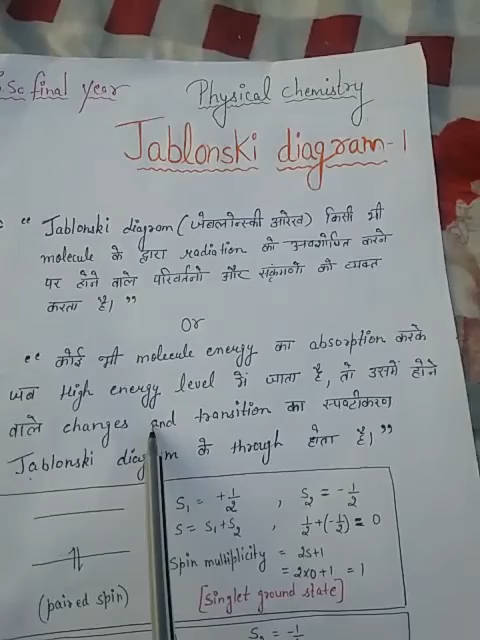 .Sc final year
Physical chemistry
Jablonski diagram-1
“ Jablonski diagram (जेबलोन्स्की आरेख) किसी भी
molecule के द्वारा radiation को अवशोषित करने
पर होने वाले परिवर्तनो और संक्रमणो को व्यक्त
करता है। ”
Or
“ कोई भी molecule energy का absorption करके
जब High energy level में जाता है, तो उसमें होने
वाले changes and transition का स्पष्टीकरण
Jablonski diagram के through होता है। ”
S₁ = +1/2 , S₂ = -1/2
S = S₁+S₂ , 1/2+(-1/2) = 0
Spin multiplicity = 2S+1
= 2x0+1 = 1
(paired spin) [Singlet ground state]
S₂ = -1/2